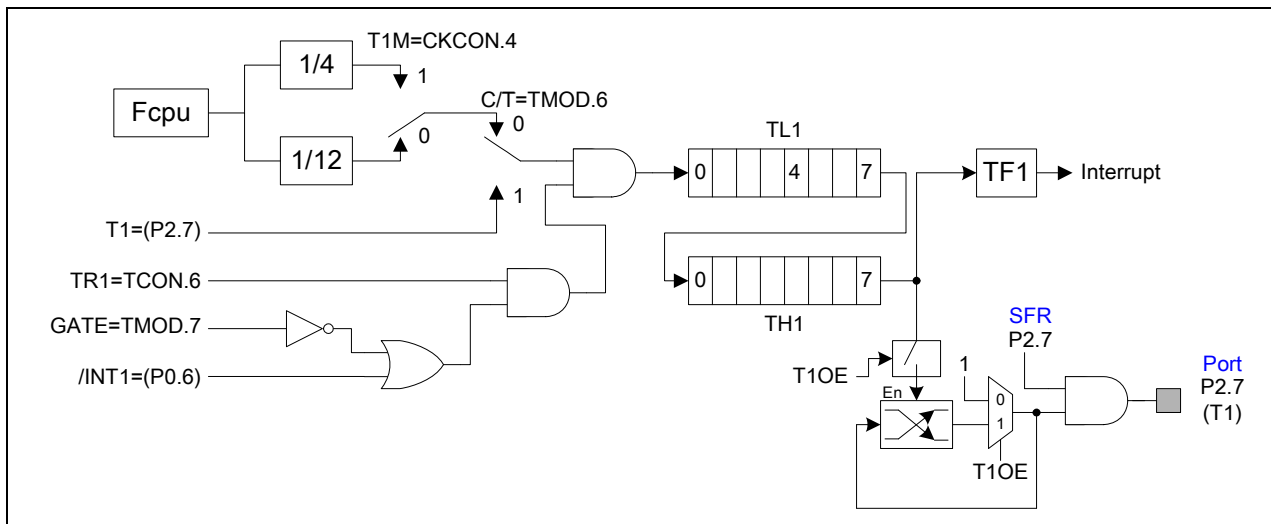 T1M=CKCON.4
1/4
1
Fcpu
C/T=TMOD.6
0
0
1/12
TL1
0 4 7
TF1
Interrupt
1
T1=(P2.7)
TR1=TCON.6
0 7
TH1
GATE=TMOD.7
/INT1=(P0.6)
SFR
P2.7
Port
P2.7
(T1)
T1OE
1
En
0
1
T1OE